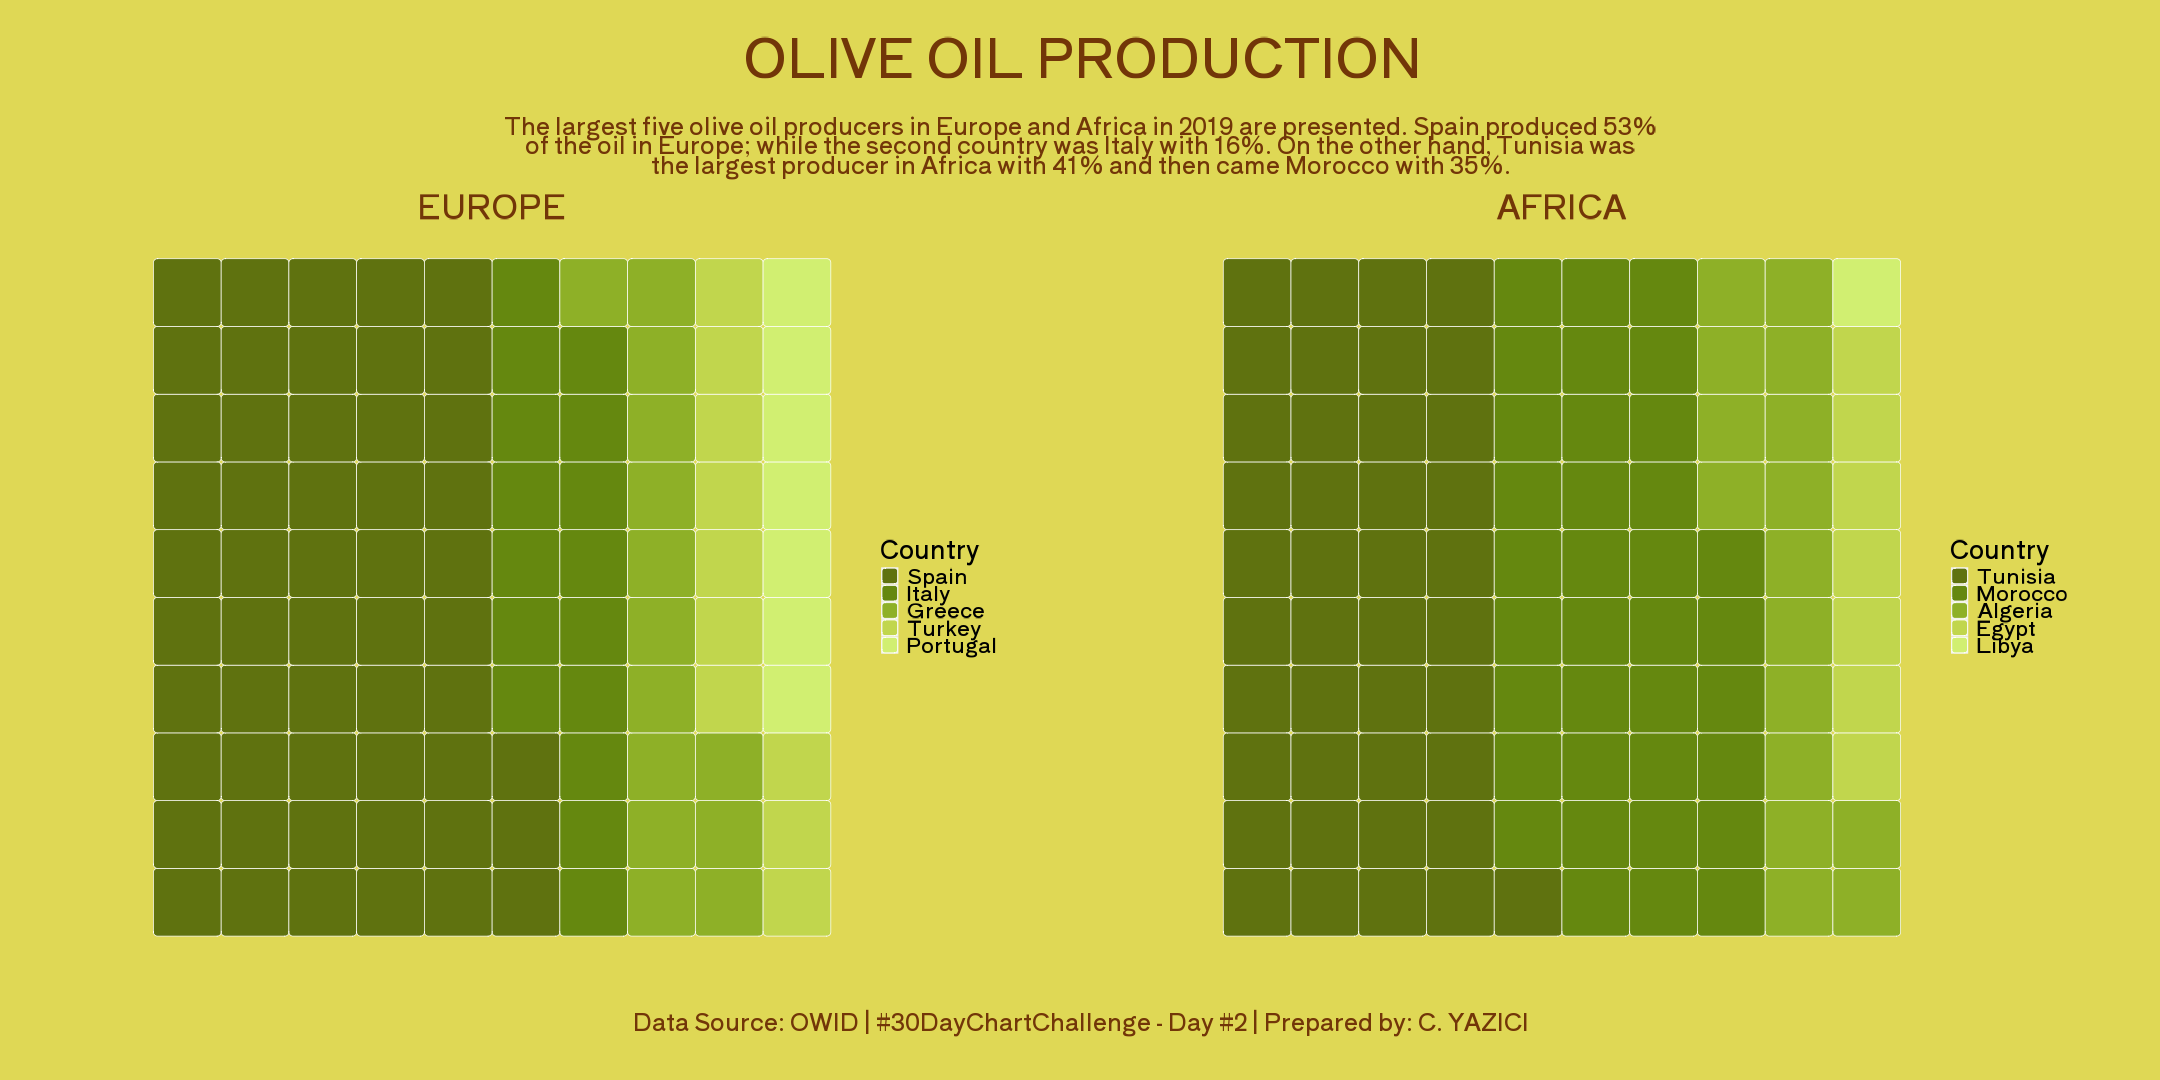 OLIVE OIL PRODUCTION
The largest five olive oil producers in Europe and Africa in 2019 are presented. Spain produced 53%
of the oil in Europe; while the second country was Italy with 16%. On the other hand, Tunisia was
the largest producer in Africa with 41% and then came Morocco with 35%.
EUROPE
Country
Spain
Italy
Greece
Turkey
Portugal
AFRICA
Country
Tunisia
Morocco
Algeria
Egypt
Libya
Data Source: OWID | #30DayChartChallenge - Day #2 | Prepared by: C. YAZICI